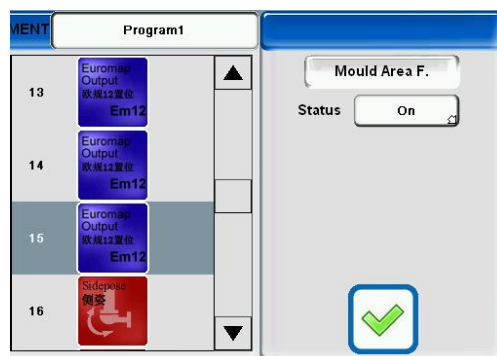 MENT
Program1
13
Euromap
Output
欧规12置位
Em12
14
Euromap
Output
欧规12置位
Em12
15
Euromap
Output
欧规12置位
Em12
16
Sidepose
侧姿
Mould Area F.
Status
On